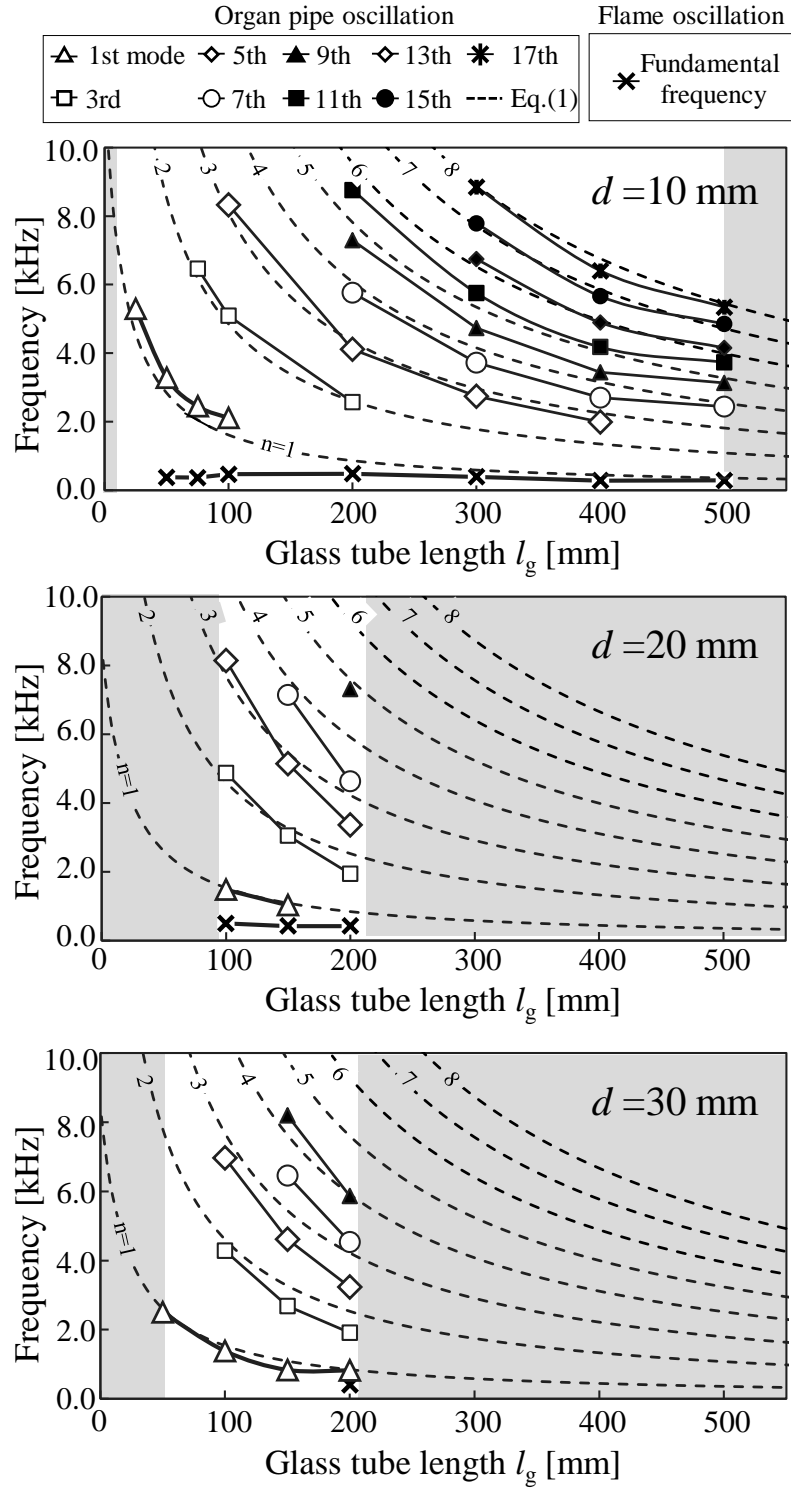 Organ pipe oscillation
Flame oscillation
1st mode 5th 9th 13th 17th
3rd 7th 11th 15th Eq.(1)
Fundamental
frequency
10.0
8.0
6.0
4.0
2.0
0.0
Frequency [kHz]
n=1
2
3
4
5
6
7
8
d =10 mm
0 100 200 300 400 500
Glass tube length lg [mm]
10.0
8.0
6.0
4.0
2.0
0.0
Frequency [kHz]
n=1
2
3
4
5
6
7
8
d =20 mm
0 100 200 300 400 500
Glass tube length lg [mm]
10.0
8.0
6.0
4.0
2.0
0.0
Frequency [kHz]
n=1
2
3
4
5
6
7
8
d =30 mm
0 100 200 300 400 500
Glass tube length lg [mm]